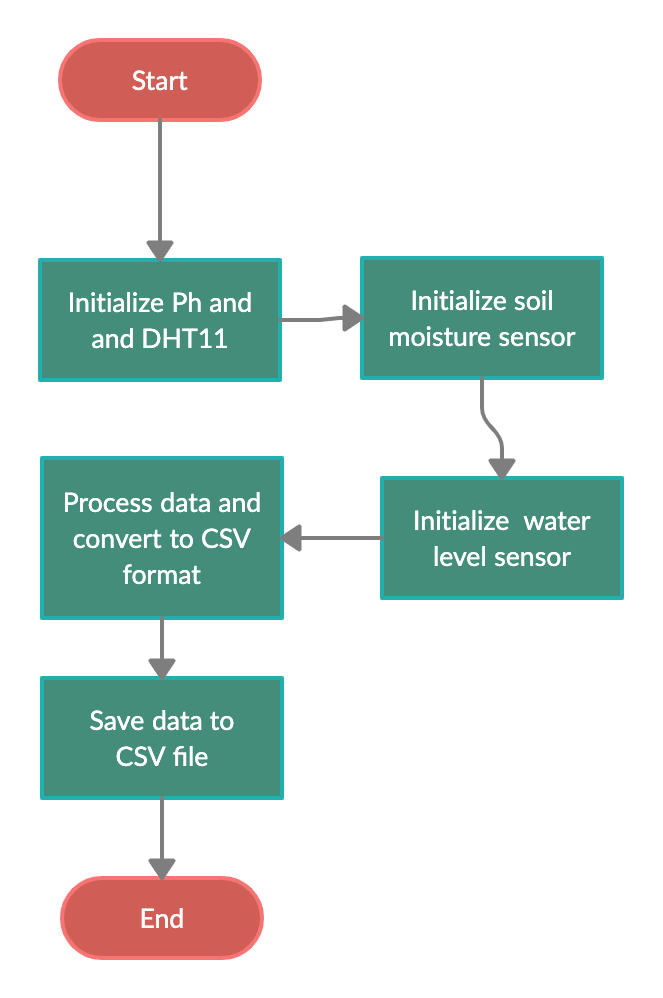 Start
Initialize Ph and
and DHT11
Initialize soil
moisture sensor
Initialize  water
level sensor
Process data and
convert to CSV
format
Save data to
CSV file
End